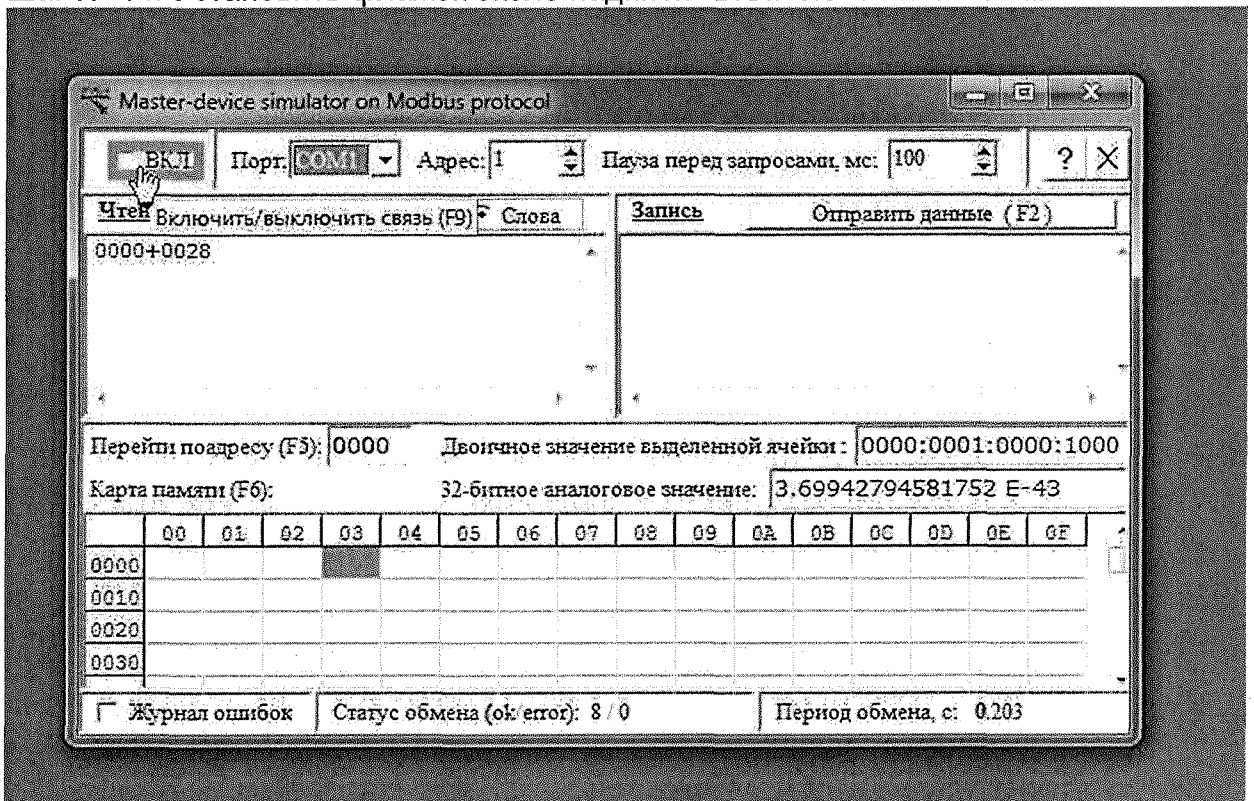 Master-device simulator on Modbus protocol
ВКЛ Порт: COM1 Адрес: 1 Пауза перед запросами, мс: 100 ? X
Чтен Включить/выключить связь (F9) Слова Запись Отправить данные (F2)
0000+0028
Перейти поадресу (F5): 0000 Двоичное значение выделенной ячейки : 0000:0001:0000:1000
Карта памяти (F6): 32-битное аналоговое значение: 3.69942794581752 E-43
00 01 02 03 04 05 06 07 08 09 0A 0B 0C 0D 0E 0F
0000
0010
0020
0030
Журнал ошибок Статус обмена (ok/error): 8 / 0 Период обмена, с: 0.203